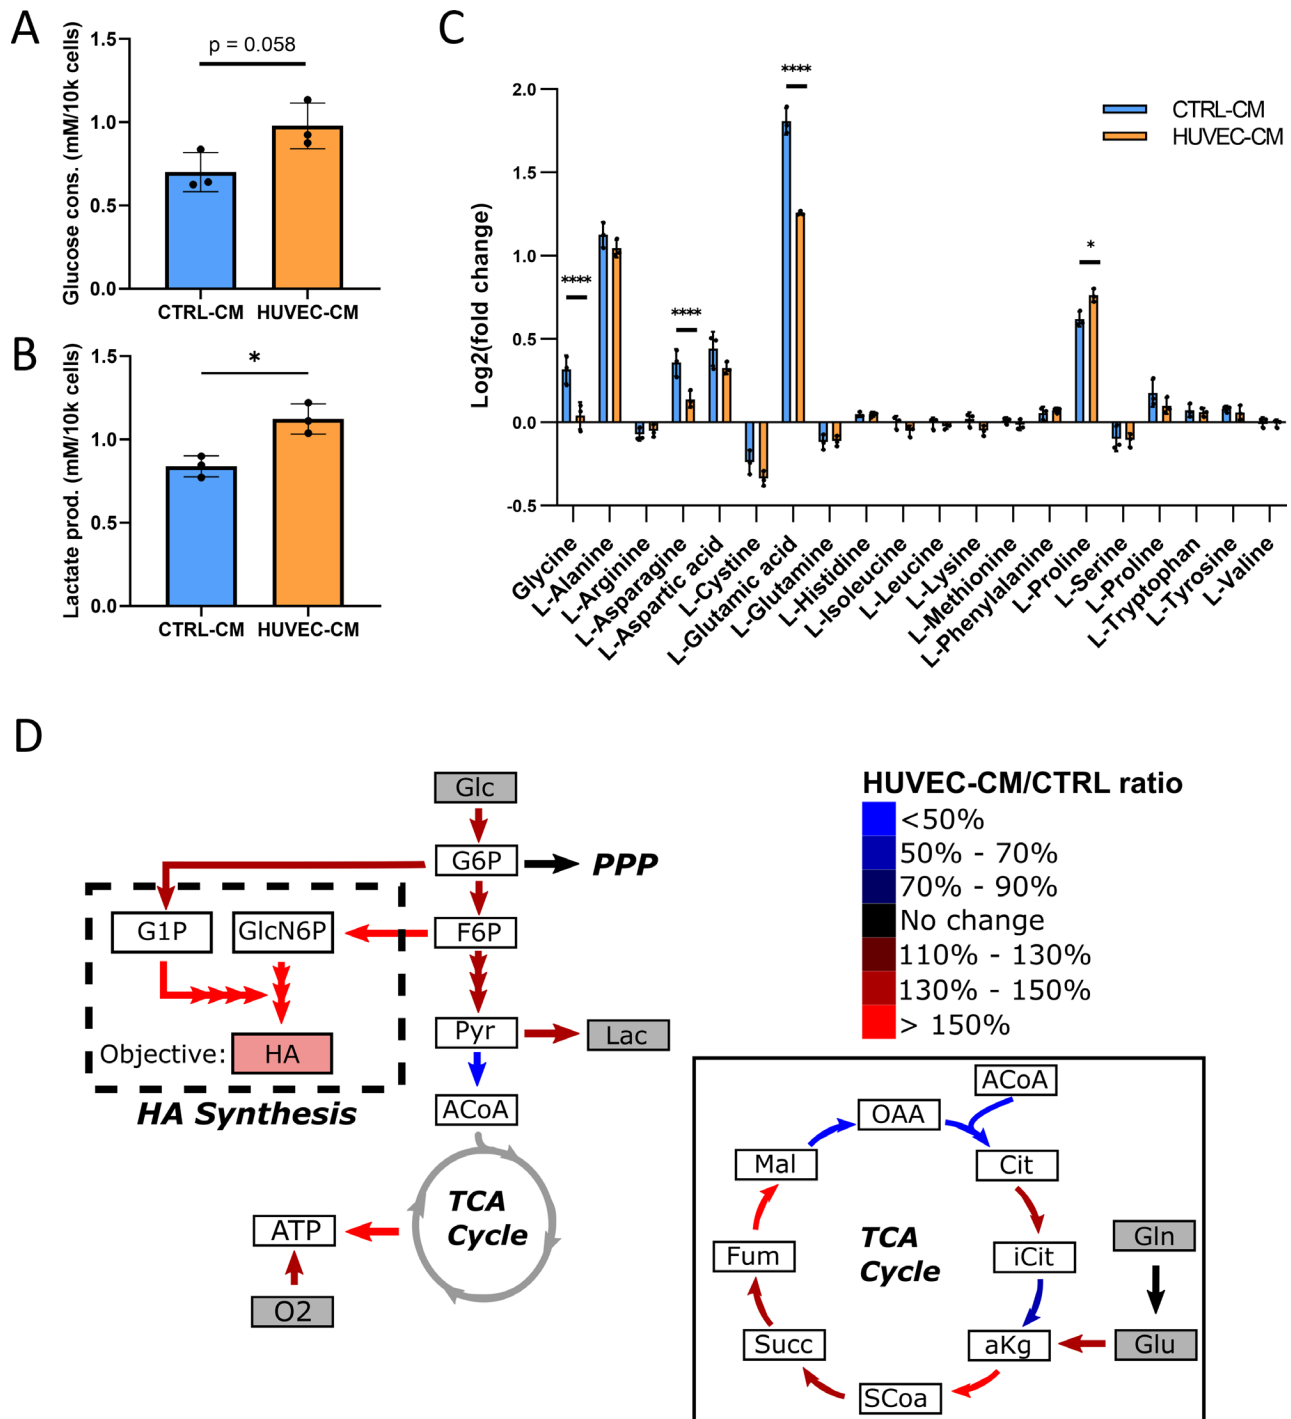 A
Glucose cons. (mM/10k cells)
1.5
1.0
0.5
0.0
p = 0.058
CTRL-CM HUVEC-CM
B
Lactate prod. (mM/10k cells)
1.5
1.0
0.5
0.0
*
CTRL-CM HUVEC-CM
C
Log2(fold change)
2.0
1.5
1.0
0.5
0.0
-0.5
****
****
****
*
CTRL-CM
HUVEC-CM
Glycine
L-Alanine
L-Arginine
L-Asparagine
L-Aspartic acid
L-Cystine
L-Glutamic acid
L-Glutamine
L-Histidine
L-Isoleucine
L-Leucine
L-Lysine
L-Methionine
L-Phenylalanine
L-Proline
L-Serine
L-Proline
L-Tryptophan
L-Tyrosine
L-Valine
D
Glc
G6P
PPP
G1P
GlcN6P
F6P
Objective: HA
HA Synthesis
Pyr
Lac
ACoA
TCA
Cycle
ATP
O2
HUVEC-CM/CTRL ratio
<50%
50% - 70%
70% - 90%
No change
110% - 130%
130% - 150%
> 150%
ACoA
OAA
Mal
Cit
TCA
Cycle
Fum
iCit
Gln
Succ
aKg
Glu
SCoa